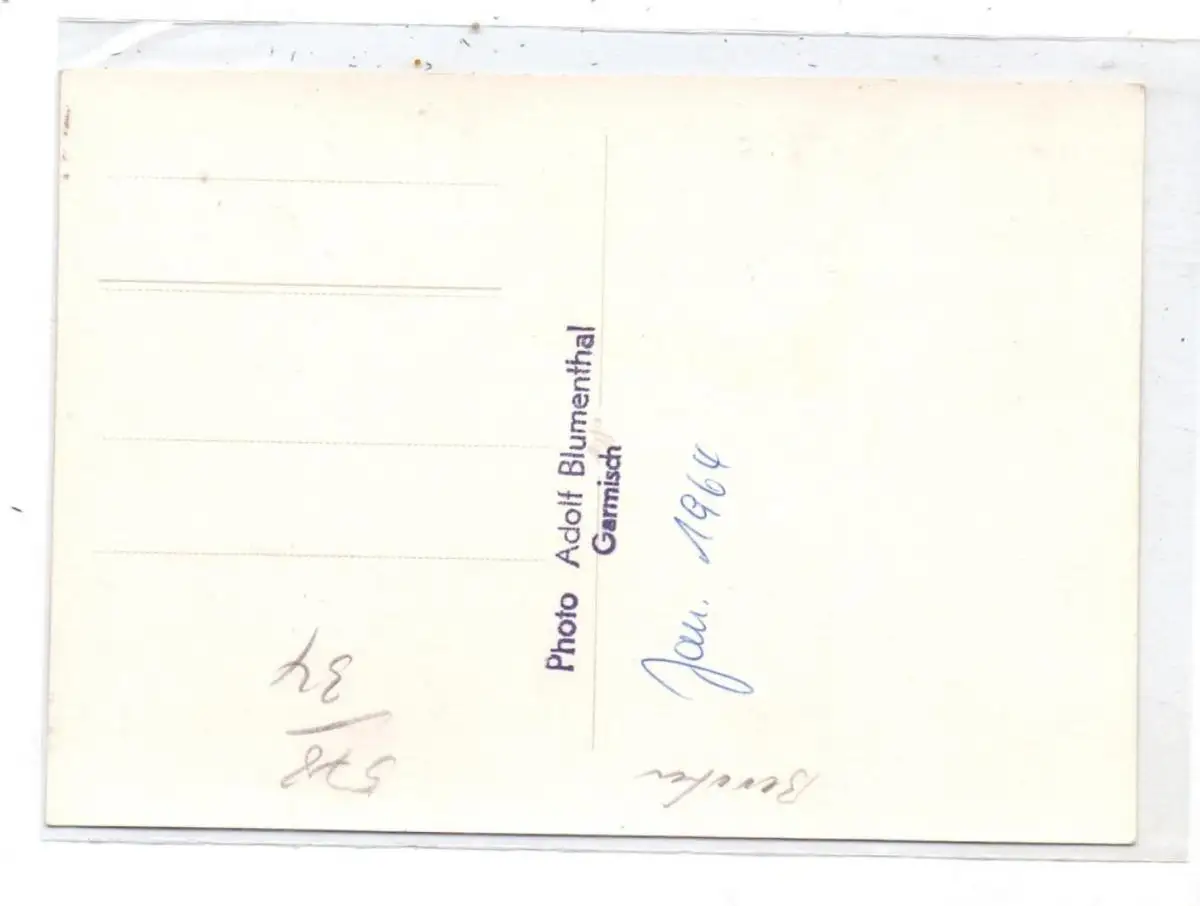 Photo Adolf Blumenthal
Garmisch
Jan. 1964
578
34